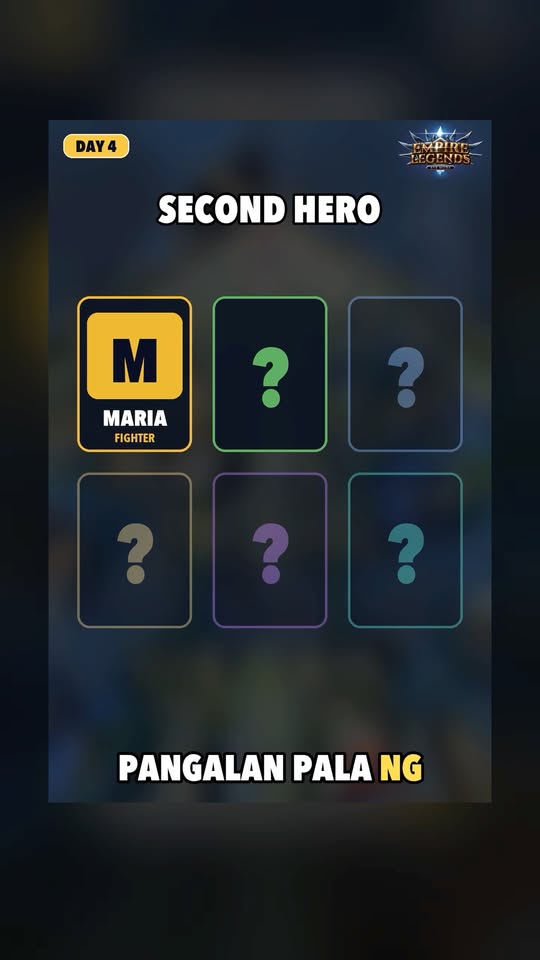 DAY 4
EMPIRE
LEGENDS
SECOND HERO
M
MARIA
FIGHTER
?
?
?
?
?
PANGALAN PALA NG